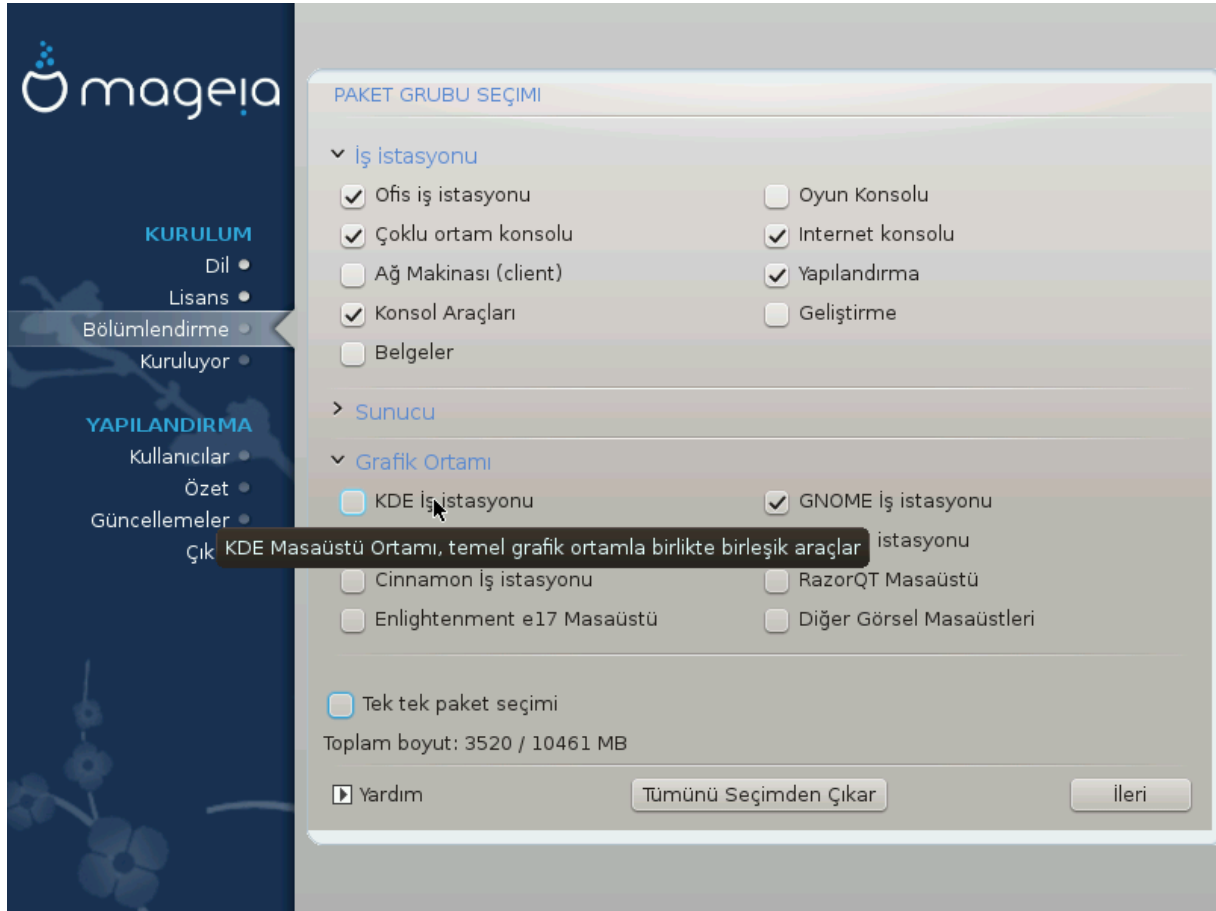 mageia
KURULUM
Dil
Lisans
Bölümlendirme
Kuruluyor
YAPILANDIRMA
Kullanıcılar
Özet
Güncellemeler
Çık
PAKET GRUBU SEÇIMI
İş istasyonu
Ofis iş istasyonu
Oyun Konsolu
Çoklu ortam konsolu
Internet konsolu
Ağ Makinası (client)
Yapılandırma
Konsol Araçları
Geliştirme
Belgeler
Sunucu
Grafik Ortamı
KDE İş istasyonu
GNOME İş istasyonu
KDE Masaüstü Ortamı, temel grafik ortamla birlikte birleşik araçlar
istasyonu
Cinnamon İş istasyonu
RazorQT Masaüstü
Enlightenment e17 Masaüstü
Diğer Görsel Masaüstleri
Tek tek paket seçimi
Toplam boyut: 3520 / 10461 MB
Yardım
Tümünü Seçimden Çıkar
İleri